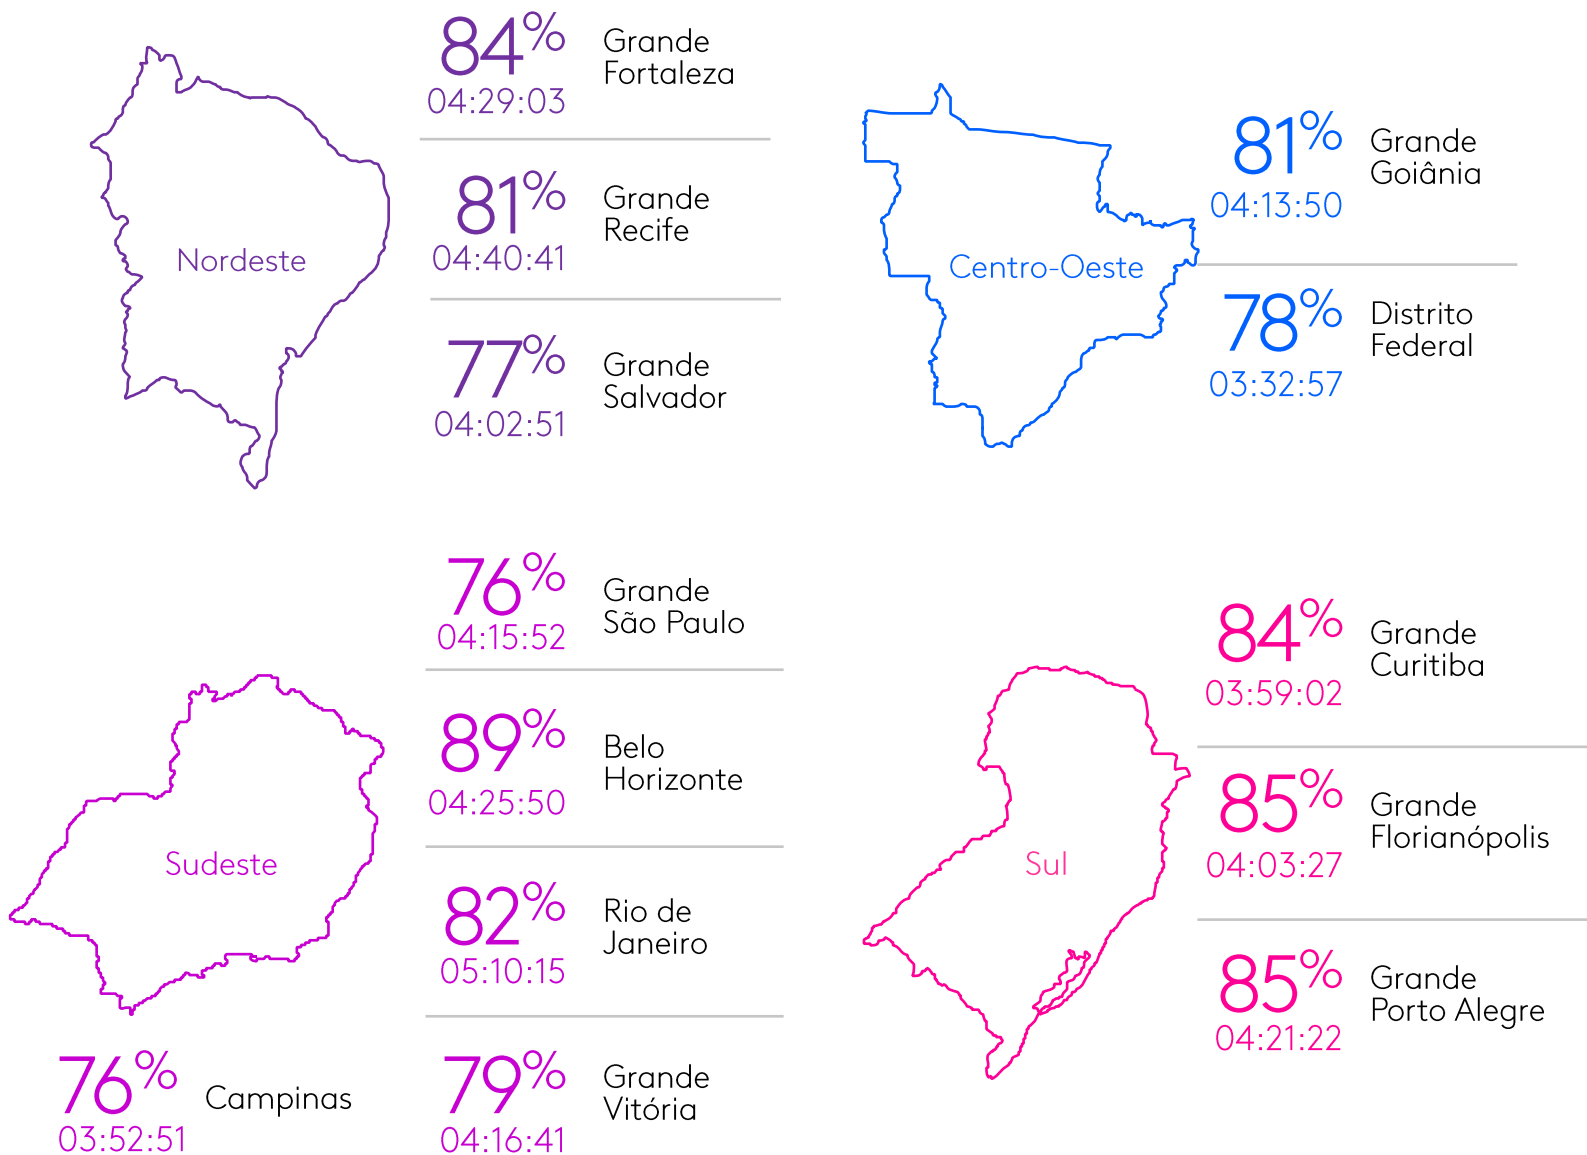 Nordeste
84%
04:29:03
Grande
Fortaleza
81%
04:40:41
Grande
Recife
77%
04:02:51
Grande
Salvador
Centro-Oeste
81%
04:13:50
Grande
Goiânia
78%
03:32:57
Distrito
Federal
Sudeste
76%
04:15:52
Grande
São Paulo
89%
04:25:50
Belo
Horizonte
82%
05:10:15
Rio de
Janeiro
79%
04:16:41
Grande
Vitória
76%
03:52:51
Campinas
Sul
84%
03:59:02
Grande
Curitiba
85%
04:03:27
Grande
Florianópolis
85%
04:21:22
Grande
Porto Alegre